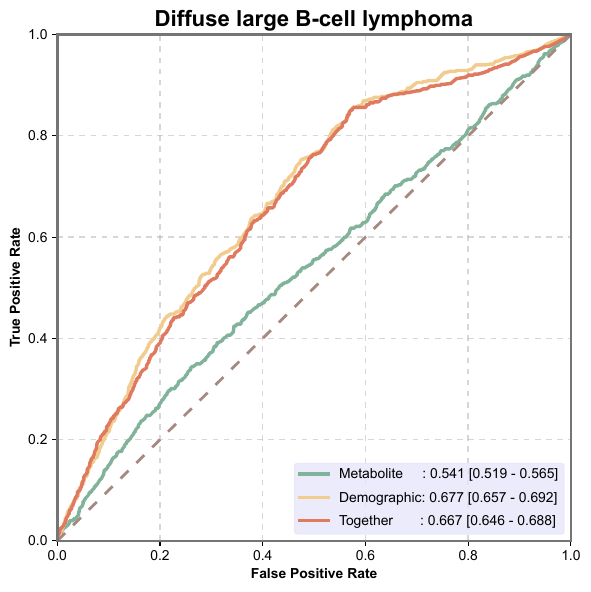 Diffuse large B-cell lymphoma
True Positive Rate
1.0
0.8
0.6
0.4
0.2
0.0
Metabolite : 0.541 [0.519 - 0.565]
Demographic: 0.677 [0.657 - 0.692]
Together : 0.667 [0.646 - 0.688]
0.0 0.2 0.4 0.6 0.8 1.0
False Positive Rate